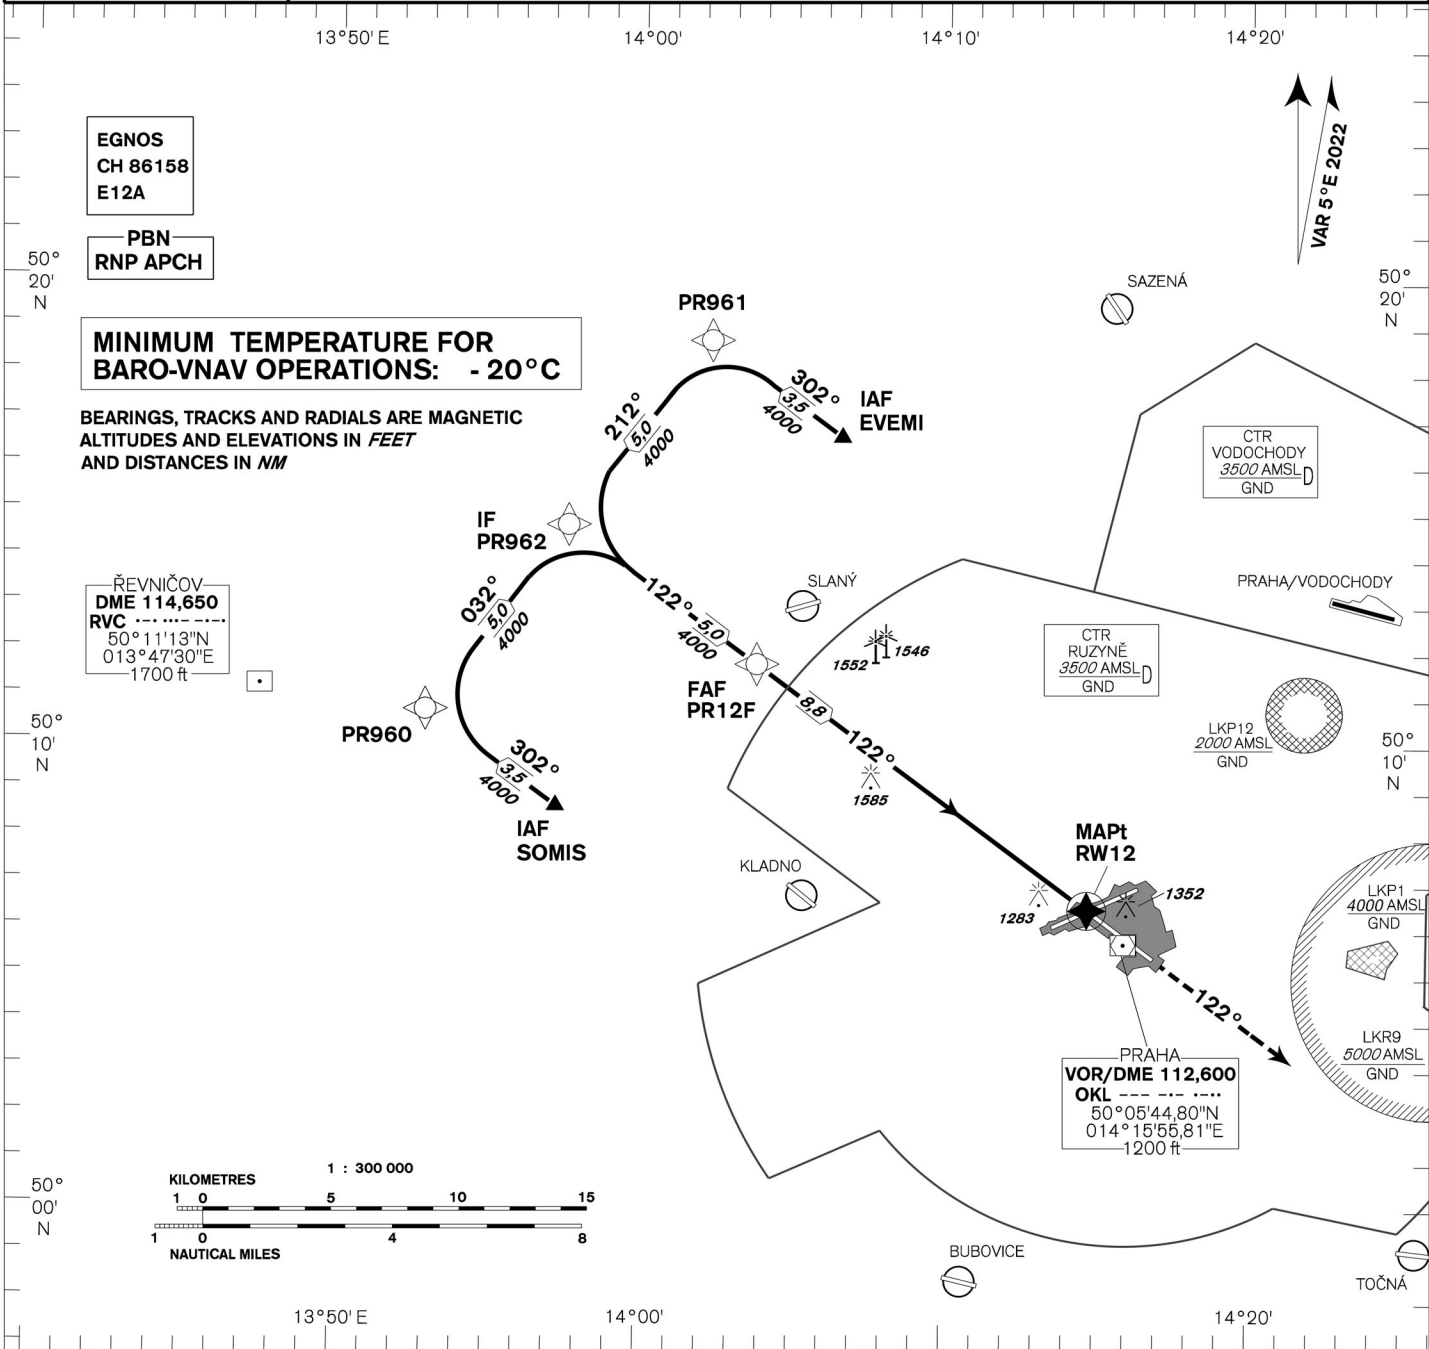 13°50' E
14°00'
14°10'
14°20'
EGNOS
CH 86158
E12A
PBN
RNP APCH
VAR 5°E 2022
50°
20'
N
50°
20'
N
SAZENÁ
PR961
MINIMUM TEMPERATURE FOR
BARO-VNAV OPERATIONS: - 20°C
BEARINGS, TRACKS AND RADIALS ARE MAGNETIC
ALTITUDES AND ELEVATIONS IN FEET
AND DISTANCES IN NM
302°
3,5
4000
IAF
EVEMI
212°
5,0
4000
CTR
VODOCHODY
3500 AMSL D
GND
IF
PR962
ŘEVNIČOV
DME 114,650
RVC ·–· ···– –·–·
50°11'13"N
013°47'30"E
1700 ft
032°
5,0
4000
122°
5,0
4000
SLANÝ
1552
1546
PRAHA/VODOCHODY
CTR
RUZYNĚ
3500 AMSL D
GND
FAF
PR12F
8,8
122°
PR960
50°
10'
N
302°
3,5
4000
IAF
SOMIS
1585
LKP12
2000 AMSL
GND
50°
10'
N
MAPt
RW12
KLADNO
1283
1352
LKP1
4000 AMSL
GND
122°
LKR9
5000 AMSL
GND
PRAHA
VOR/DME 112,600
OKL ––– –·– ·–··
50°05'44,80"N
014°15'55,81"E
1200 ft
50°
00'
N
1 : 300 000
KILOMETRES
1 0 5 10 15
1 0 4 8
NAUTICAL MILES
BUBOVICE
TOČNÁ
13°50' E
14°00'
14°20'